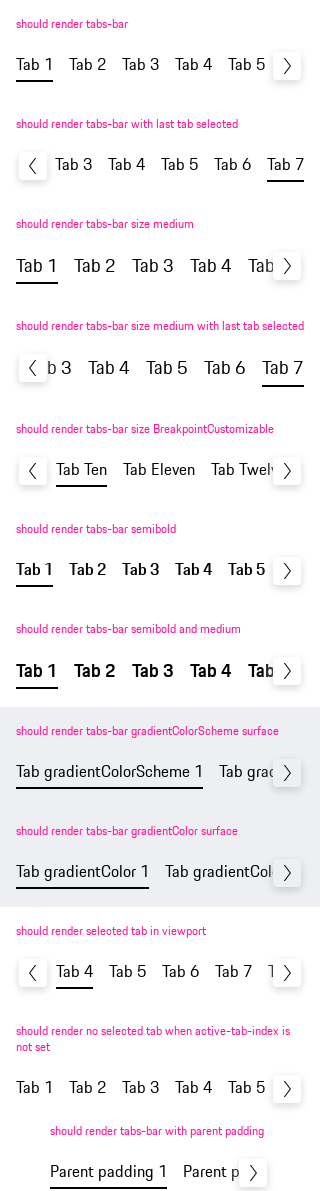 should render tabs-bar
Tab 1 Tab 2 Tab 3 Tab 4 Tab 5
should render tabs-bar with last tab selected
Tab 3 Tab 4 Tab 5 Tab 6 Tab 7
should render tabs-bar size medium
Tab 1 Tab 2 Tab 3 Tab 4 Tab
should render tabs-bar size medium with last tab selected
b 3 Tab 4 Tab 5 Tab 6 Tab 7
should render tabs-bar size BreakpointCustomizable
Tab Ten Tab Eleven Tab Twelv
should render tabs-bar semibold
Tab 1 Tab 2 Tab 3 Tab 4 Tab 5
should render tabs-bar semibold and medium
Tab 1 Tab 2 Tab 3 Tab 4 Tab
should render tabs-bar gradientColorScheme surface
Tab gradientColorScheme 1 Tab grad
should render tabs-bar gradientColor surface
Tab gradientColor 1 Tab gradientColo
should render selected tab in viewport
Tab 4 Tab 5 Tab 6 Tab 7 T
should render no selected tab when active-tab-index is
not set
Tab 1 Tab 2 Tab 3 Tab 4 Tab 5
should render tabs-bar with parent padding
Parent padding 1 Parent p